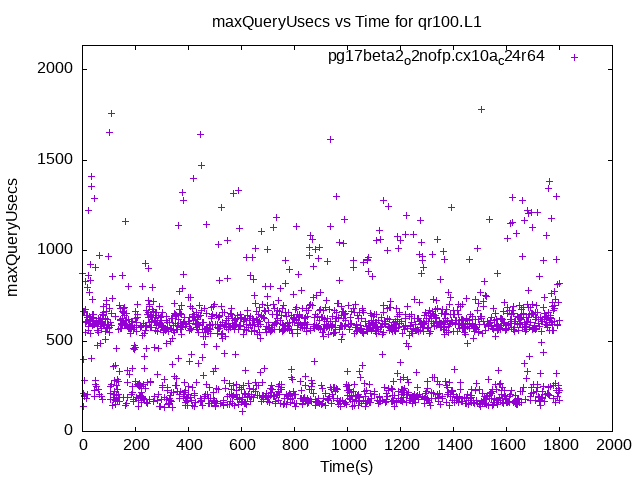 maxQueryUsecs vs Time for qr100.L1
pg17beta2_o2nofp.cx10a_c24r64
maxQueryUsecs
2000
1500
1000
500
0
0 200 400 600 800 1000 1200 1400 1600 1800 2000
Time(s)